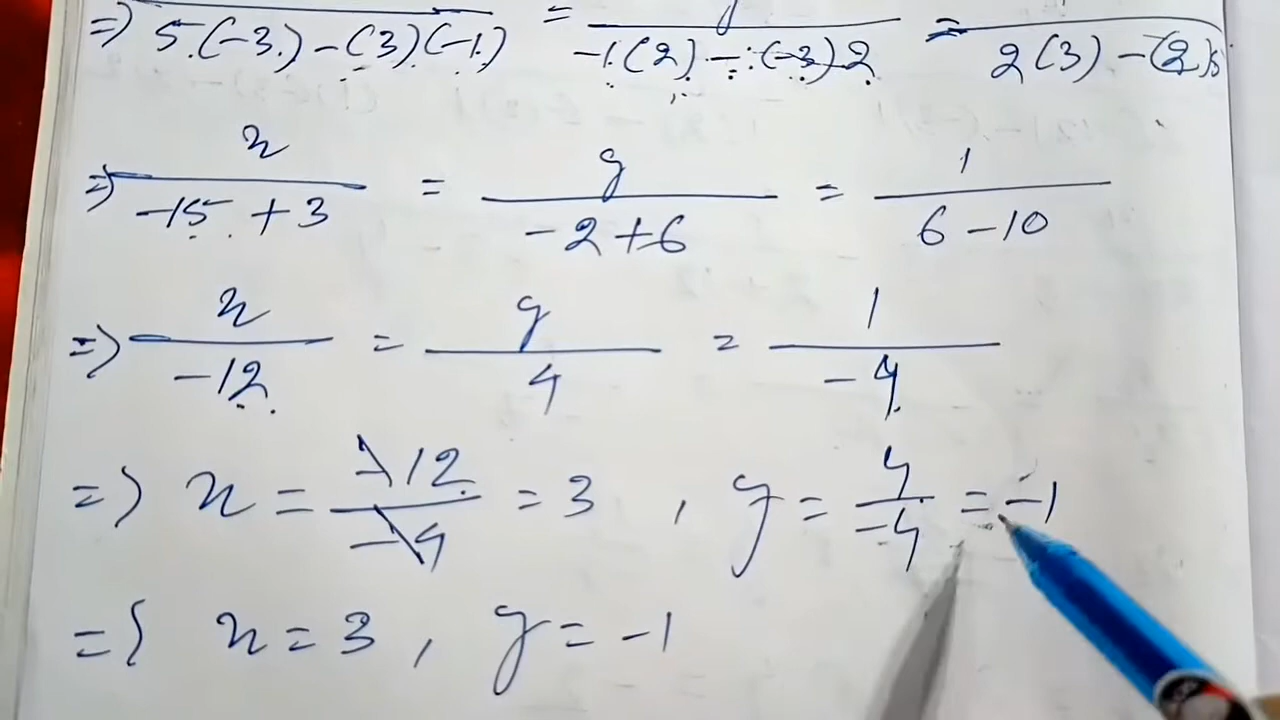 => 5.(-3) - (3)(-1) = y / -1.(2) - (-3)2 = 1 / 2(3) - (2)5
=> x / -15 + 3 = y / -2 + 6 = 1 / 6 - 10
=> x / -12 = y / 4 = 1 / -4
=> x = -12 / -4 = 3 , y = 4 / -4 = -1
=> x = 3 , y = -1